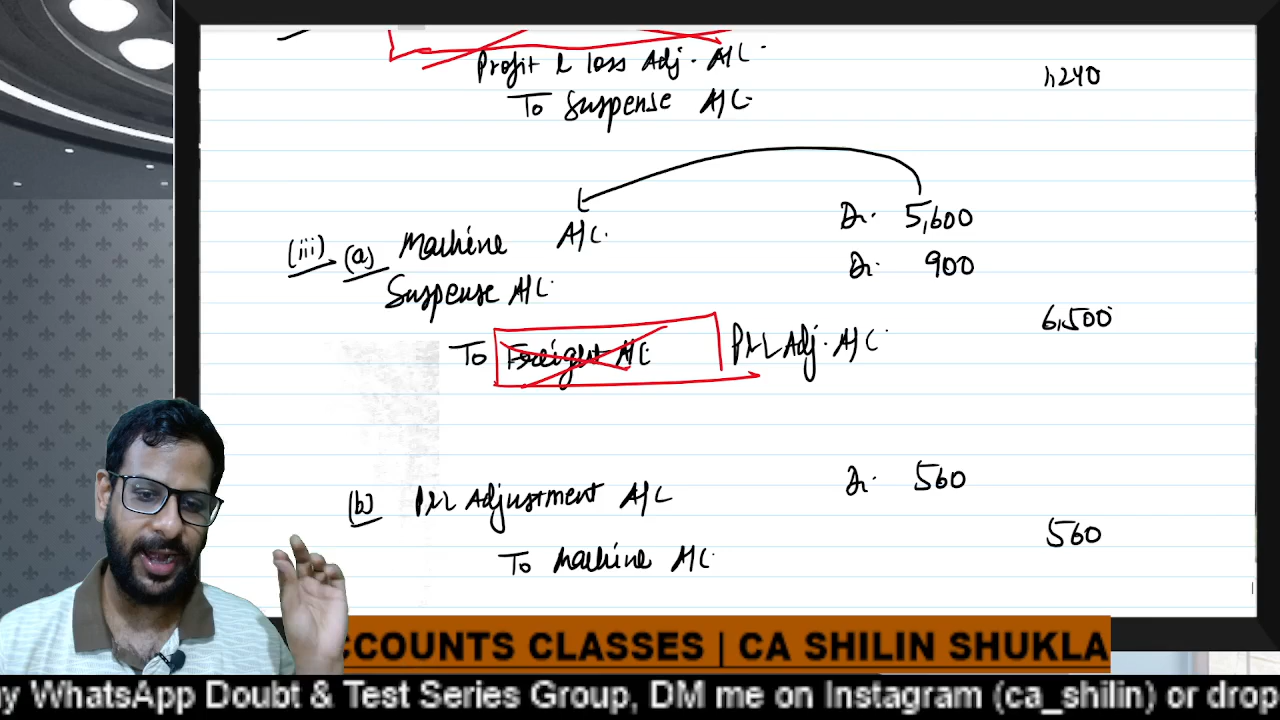 Profit & loss Adj. A/C.
1,240
To Suspense A/C.
(iii) (a) Machine A/C. Dr. 5,600
Suspense A/C. Dr. 900
6,500
To Freight A/C P&L Adj. A/C.
(b) P&L Adjustment A/C Dr. 560
To Machine A/C. 560
CCOUNTS CLASSES | CA SHILIN SHUKLA
y WhatsApp Doubt & Test Series Group, DM me on Instagram (ca_shilin) or drop